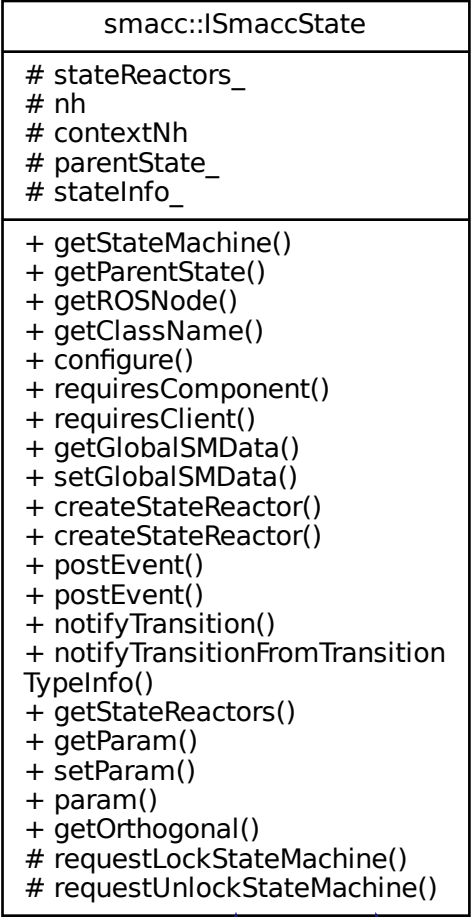 smacc::ISmaccState
# stateReactors_
# nh
# contextNh
# parentState_
# stateInfo_
+ getStateMachine()
+ getParentState()
+ getROSNode()
+ getClassName()
+ configure()
+ requiresComponent()
+ requiresClient()
+ getGlobalSMData()
+ setGlobalSMData()
+ createStateReactor()
+ createStateReactor()
+ postEvent()
+ postEvent()
+ notifyTransition()
+ notifyTransitionFromTransition
TypeInfo()
+ getStateReactors()
+ getParam()
+ setParam()
+ param()
+ getOrthogonal()
# requestLockStateMachine()
# requestUnlockStateMachine()